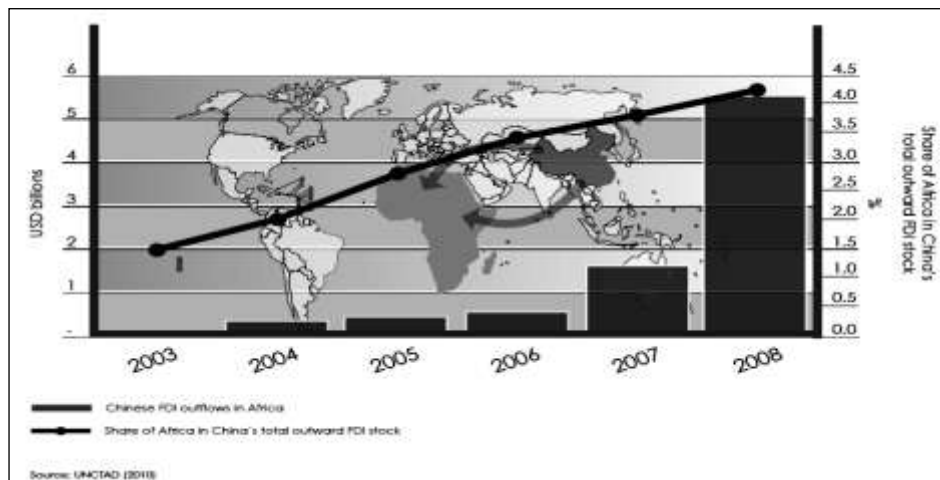 6
5
4
3
2
1
-
USD billions
4.5
4.0
3.5
3.0
2.5
2.0
1.5
1.0
0.5
0.0
%
Share of Africa in China's
total outward FDI
stock
2003 2004 2005 2006 2007 2008
Chinese FDI outflows in Africa
Share of Africa in China's total outward FDI stock
Source: UNCTAD (2010)